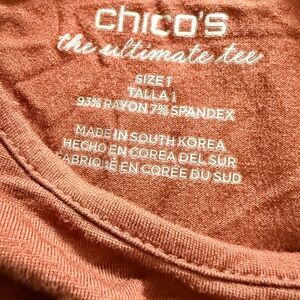 chico's
the ultimate tee
SIZE 1
TALLA 1
93% RAYON 7% SPANDEX
MADE IN SOUTH KOREA
HECHO EN COREA DEL SUR
FABRIQUÉ EN CORÉE DU SUD